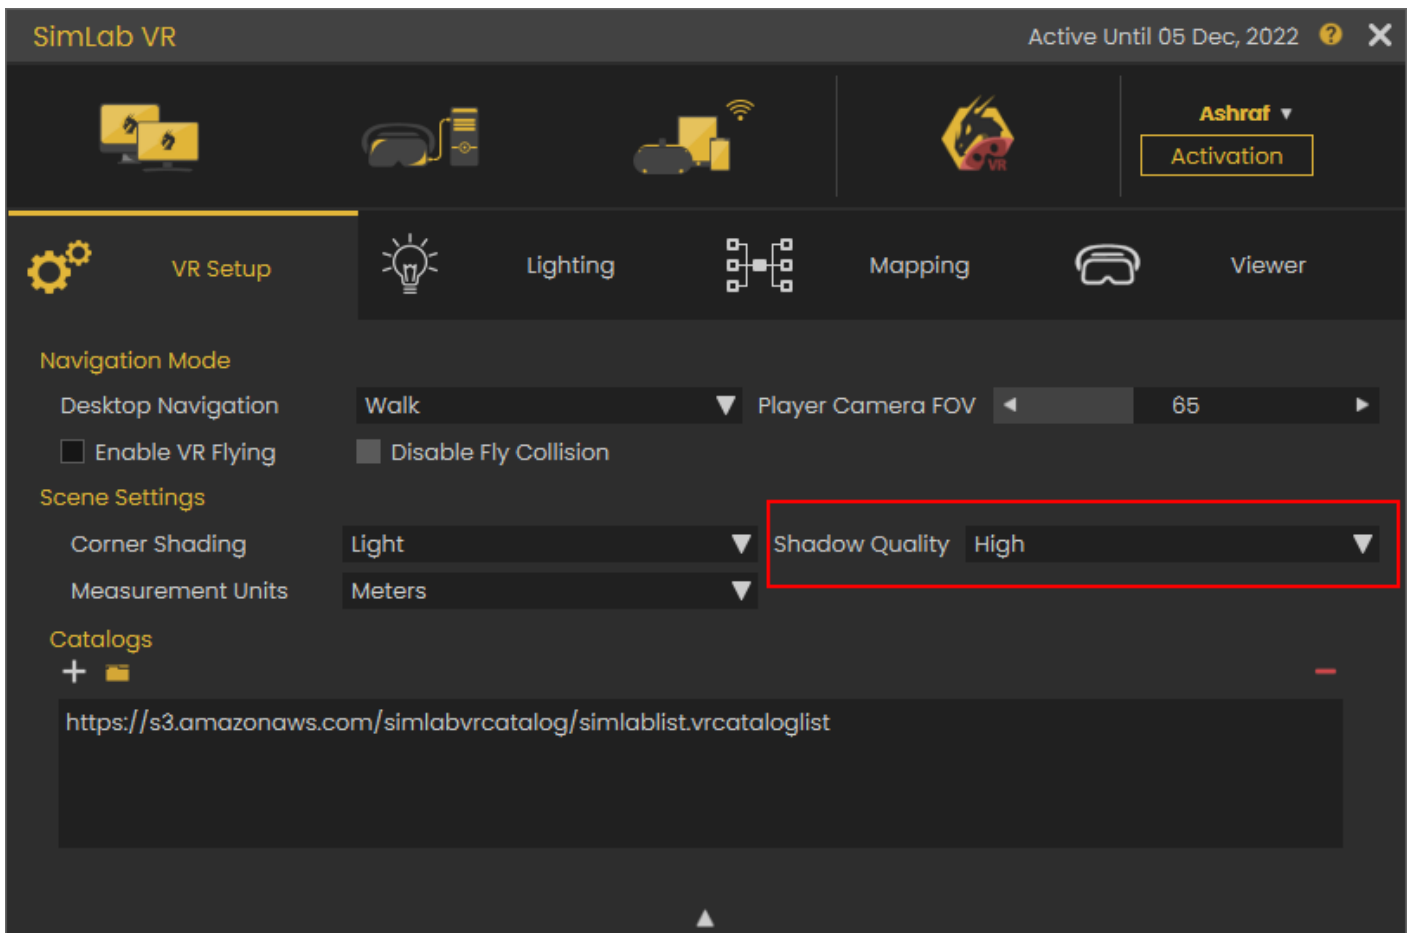 SimLab VR
Active Until 05 Dec, 2022 ?
VR
Ashraf
Activation
VR Setup
Lighting
Mapping
Viewer
Navigation Mode
Desktop Navigation Walk Player Camera FOV 65
Enable VR Flying Disable Fly Collision
Scene Settings
Corner Shading Light Shadow Quality High
Measurement Units Meters
Catalogs
https://s3.amazonaws.com/simlabvrcatalog/simlablist.vrcataloglist